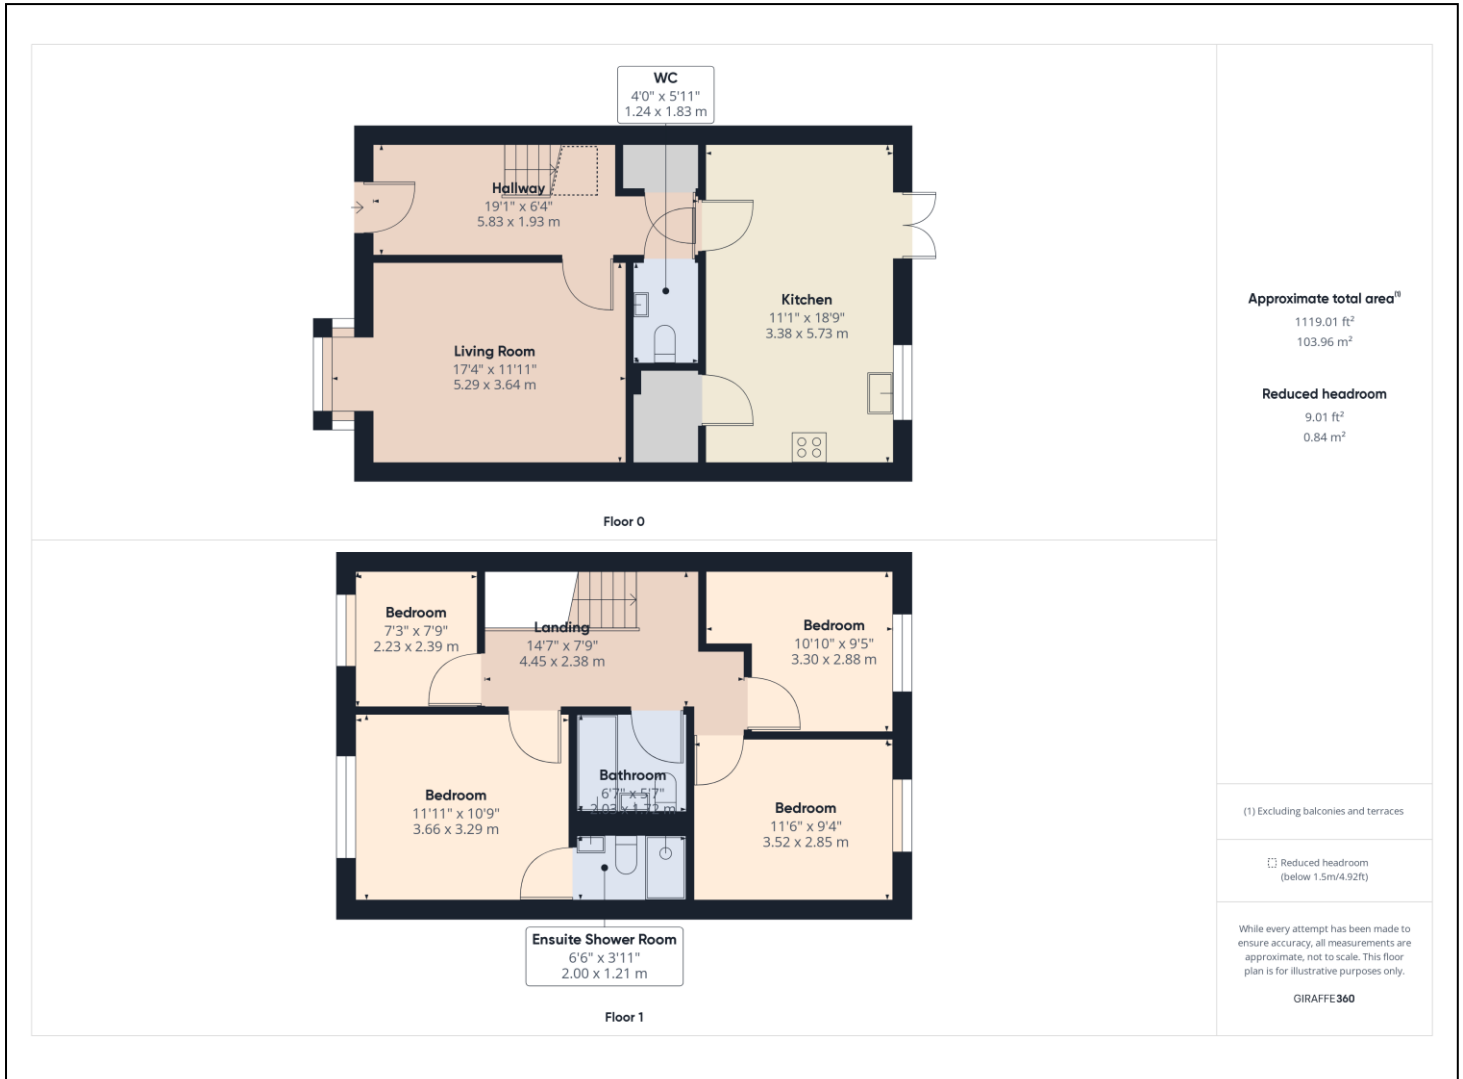 WC
4'0" x 5'11"
1.24 x 1.83 m
Hallway
19'1" x 6'4"
5.83 x 1.93 m
Kitchen
11'1" x 18'9"
3.38 x 5.73 m
Living Room
17'4" x 11'11"
5.29 x 3.64 m
Floor 0
Bedroom
7'3" x 7'9"
2.23 x 2.39 m
Landing
14'7" x 7'9"
4.45 x 2.38 m
Bedroom
10'10" x 9'5"
3.30 x 2.88 m
Bedroom
11'11" x 10'9"
3.66 x 3.29 m
Bathroom
6'7" x 5'7"
2.03 x 1.72 m
Bedroom
11'6" x 9'4"
3.52 x 2.85 m
Ensuite Shower Room
6'6" x 3'11"
2.00 x 1.21 m
Floor 1
Approximate total area⁽¹⁾
1119.01 ft²
103.96 m²
Reduced headroom
9.01 ft²
0.84 m²
(1) Excluding balconies and terraces
Reduced headroom
(below 1.5m/4.92ft)
While every attempt has been made to
ensure accuracy, all measurements are
approximate, not to scale. This floor
plan is for illustrative purposes only.
GIRAFFE360